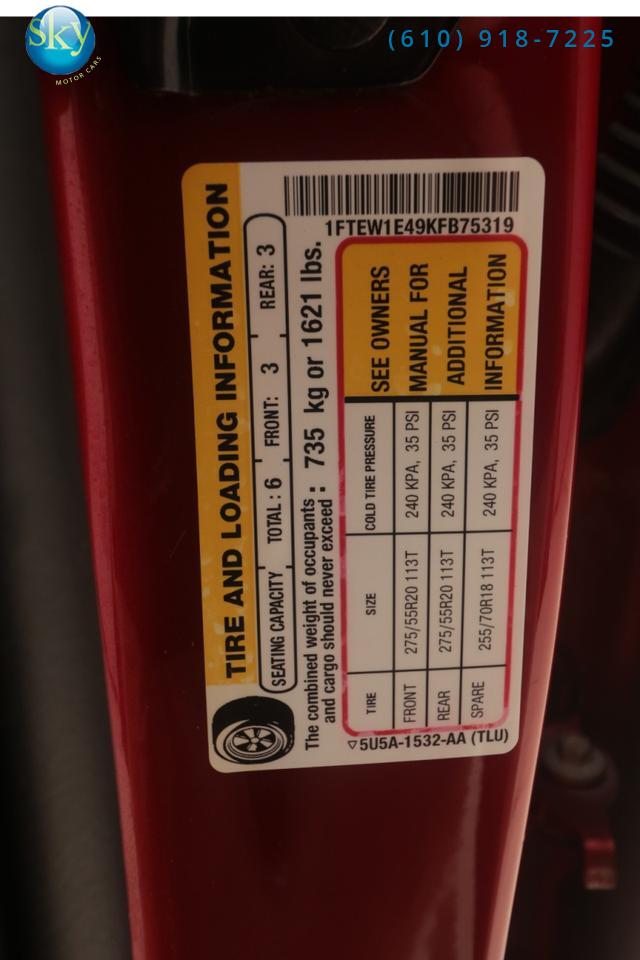 Sky
MOTOR CARS
(610) 918-7225
TIRE AND LOADING INFORMATION
SEATING CAPACITY TOTAL : 6 FRONT: 3 REAR: 3
The combined weight of occupants
and cargo should never exceed : 735 kg or 1621 lbs.
1FTEW1E49KFB75319
TIRE SIZE COLD TIRE PRESSURE
FRONT 275/55R20 113T 240 KPA, 35 PSI
REAR 275/55R20 113T 240 KPA, 35 PSI
SPARE 255/70R18 113T 240 KPA, 35 PSI
SEE OWNERS
MANUAL FOR
ADDITIONAL
INFORMATION
▽5U5A-1532-AA (TLU)